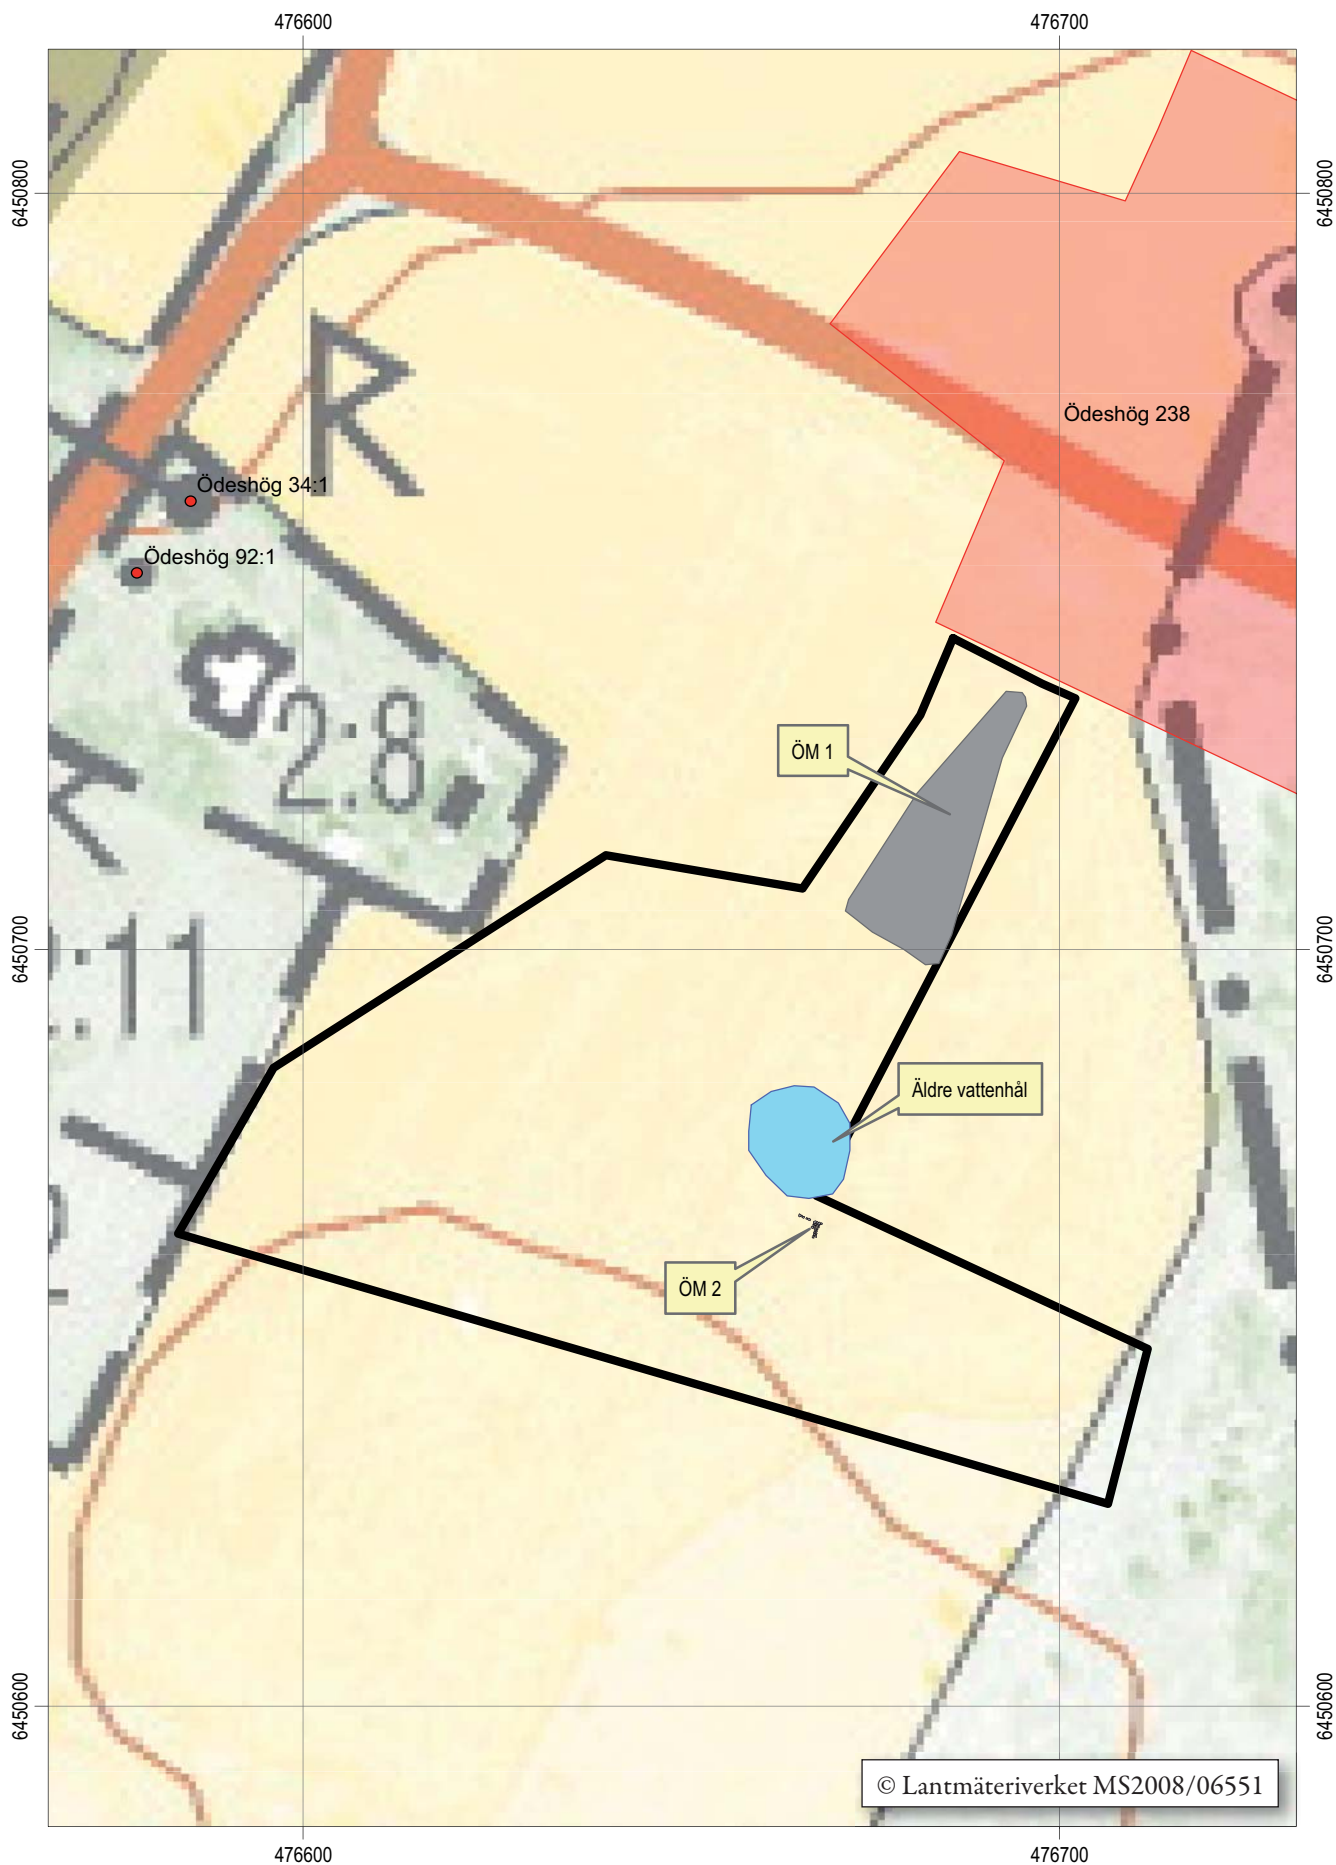 476600 476700
6450800 6450800
R
Ödeshög 238
Ödeshög 34:1
Ödeshög 92:1
2:8
ÖM 1
:11
6450700 6450700
Äldre vattenhål
ÖM 2
6450600 6450600
© Lantmäteriverket MS2008/06551
476600 476700